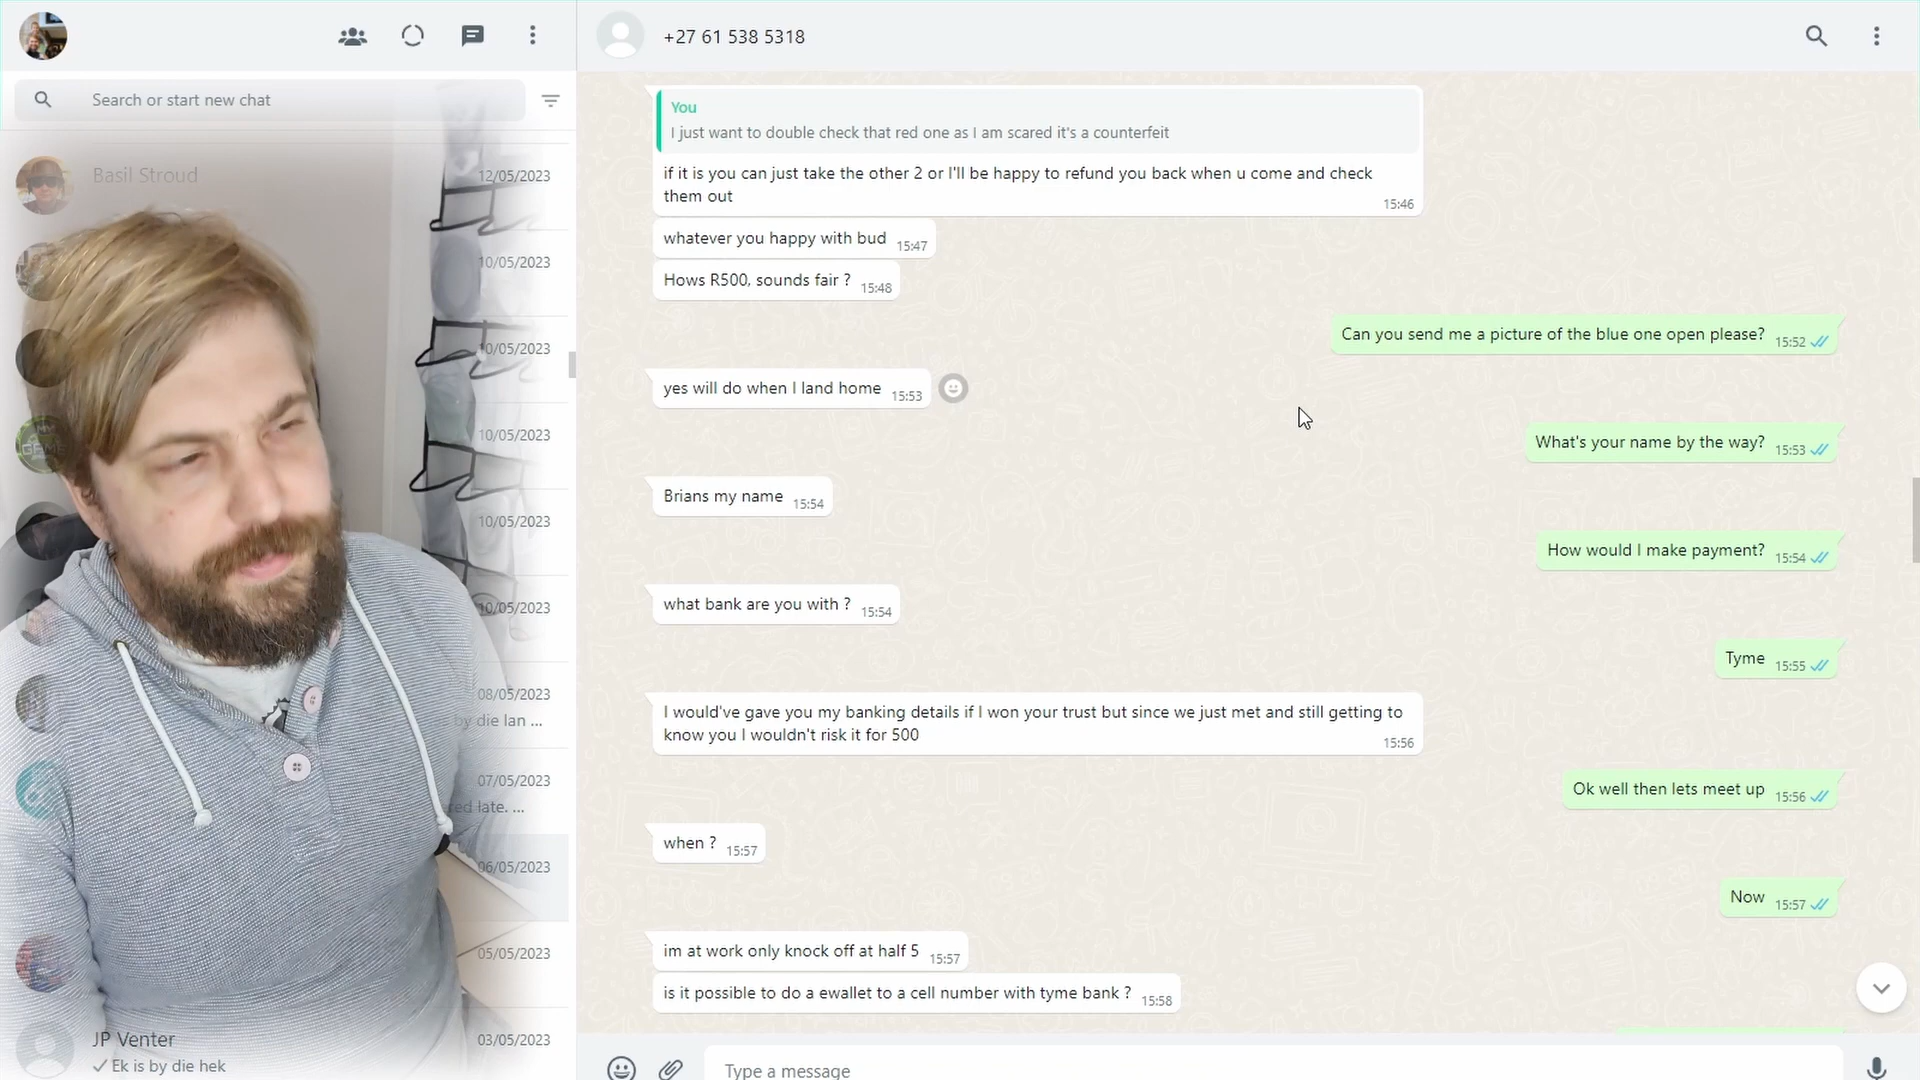 +27 61 538 5318
Search or start new chat
Basil Stroud
12/05/2023
10/05/2023
10/05/2023
10/05/2023
10/05/2023
10/05/2023
08/05/2023
by die lan ...
07/05/2023
red late. ...
06/05/2023
05/05/2023
JP Venter
03/05/2023
Ek is by die hek
You
I just want to double check that red one as I am scared it's a counterfeit
if it is you can just take the other 2 or I'll be happy to refund you back when u come and check
them out
15:46
whatever you happy with bud 15:47
Hows R500, sounds fair ? 15:48
Can you send me a picture of the blue one open please? 15:52
yes will do when I land home 15:53
What's your name by the way? 15:53
Brians my name 15:54
How would I make payment? 15:54
what bank are you with ? 15:54
Tyme 15:55
I would've gave you my banking details if I won your trust but since we just met and still getting to
know you I wouldn't risk it for 500
15:56
Ok well then lets meet up 15:56
when ? 15:57
Now 15:57
im at work only knock off at half 5 15:57
is it possible to do a ewallet to a cell number with tyme bank ? 15:58
Type a message